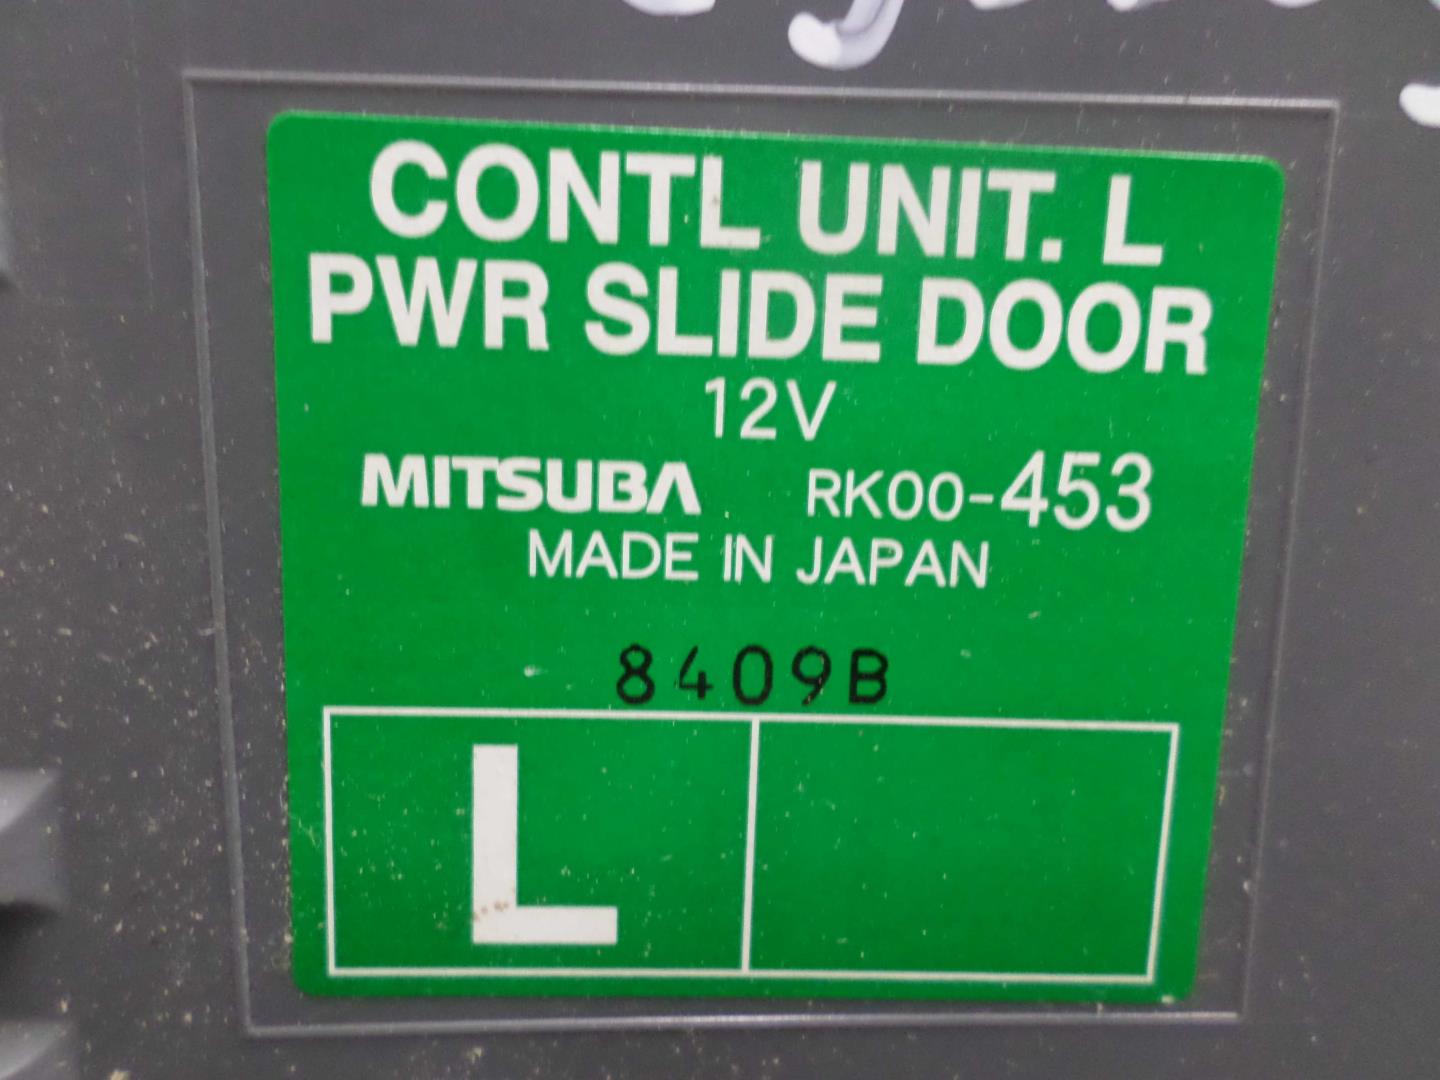 CONTL UNIT. L
PWR SLIDE DOOR
12V
MITSUBA RK00-453
MADE IN JAPAN
8409B
L